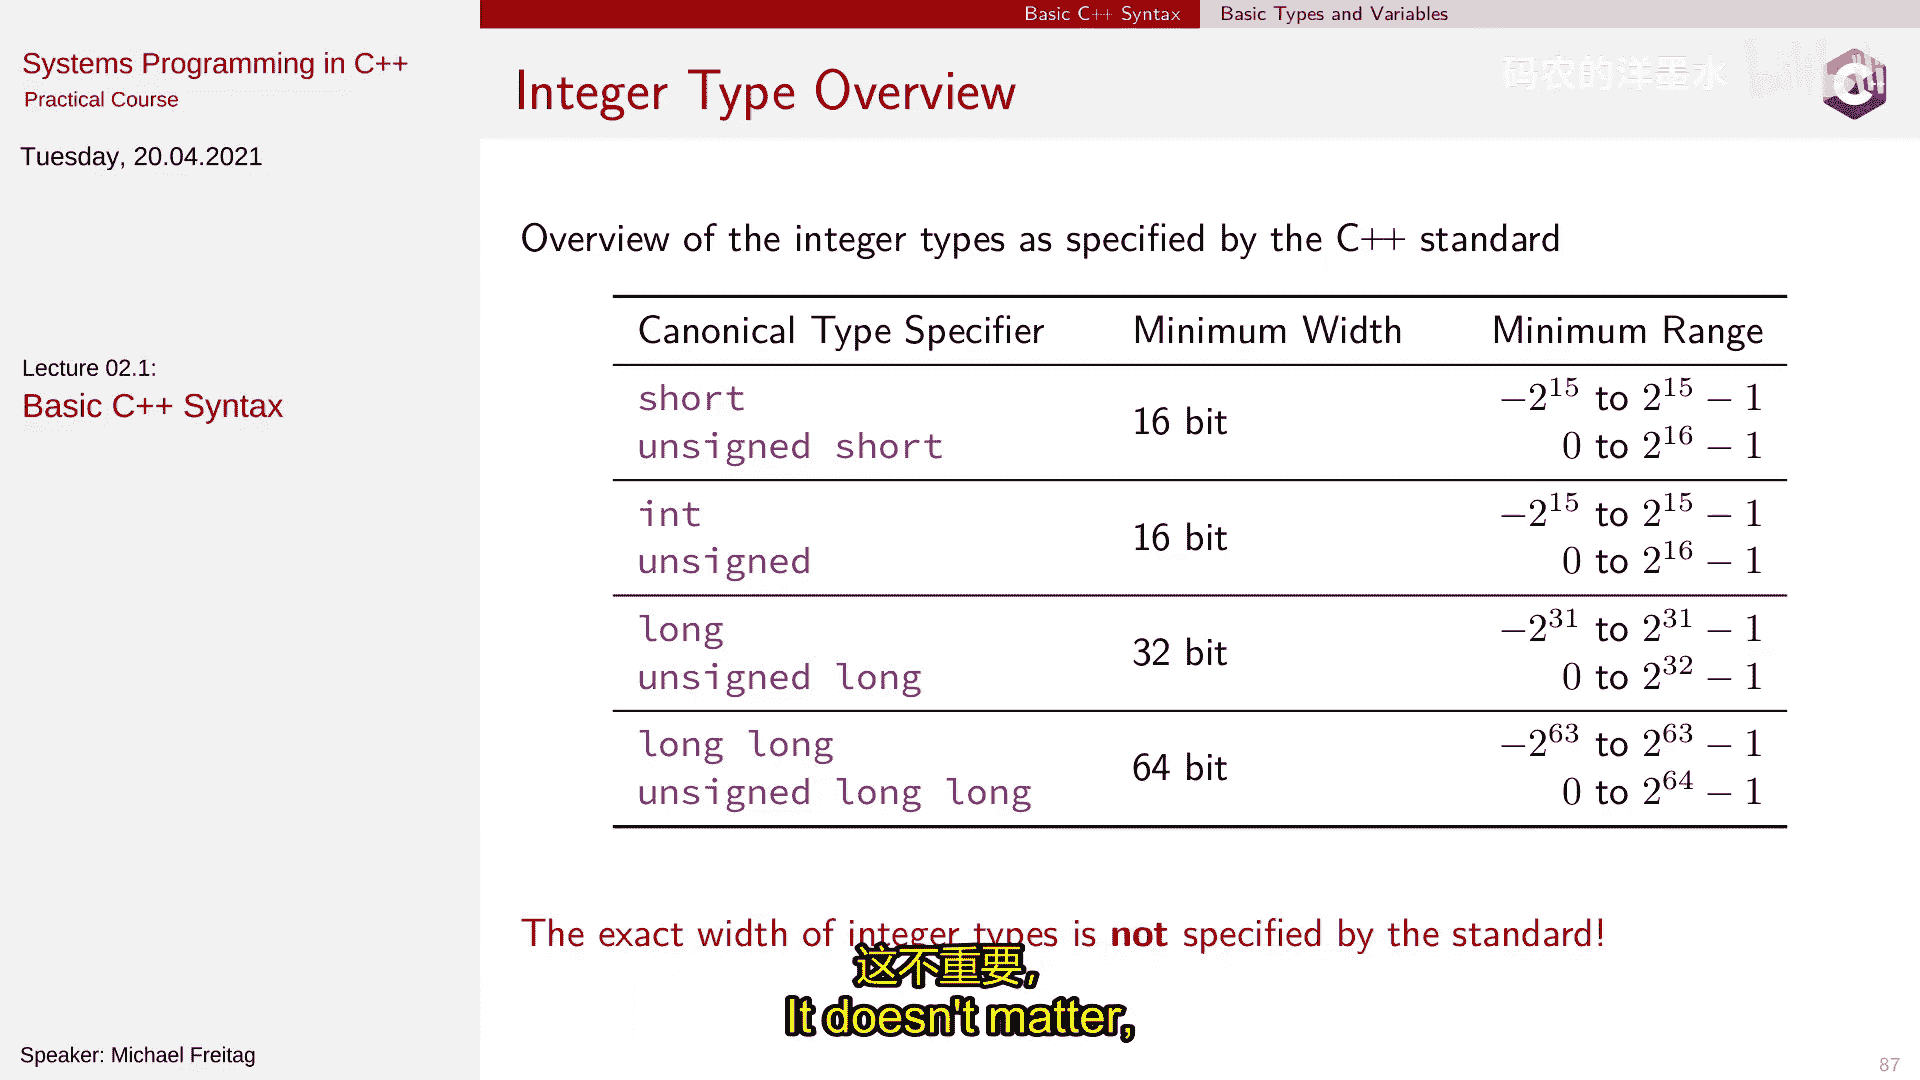 Basic C++ Syntax
Basic Types and Variables
Systems Programming in C++
Practical Course
Tuesday, 20.04.2021
Lecture 02.1:
Basic C++ Syntax
Speaker: Michael Freitag
Integer Type Overview
码农的洋墨水
Overview of the integer types as specified by the C++ standard
Canonical Type Specifier Minimum Width Minimum Range
short −2^15 to 2^15 − 1
16 bit
unsigned short 0 to 2^16 − 1
int −2^15 to 2^15 − 1
16 bit
unsigned 0 to 2^16 − 1
long −2^31 to 2^31 − 1
32 bit
unsigned long 0 to 2^32 − 1
long long −2^63 to 2^63 − 1
64 bit
unsigned long long 0 to 2^64 − 1
The exact width of integer types is not specified by the standard!
这不重要,
It doesn't matter,
87